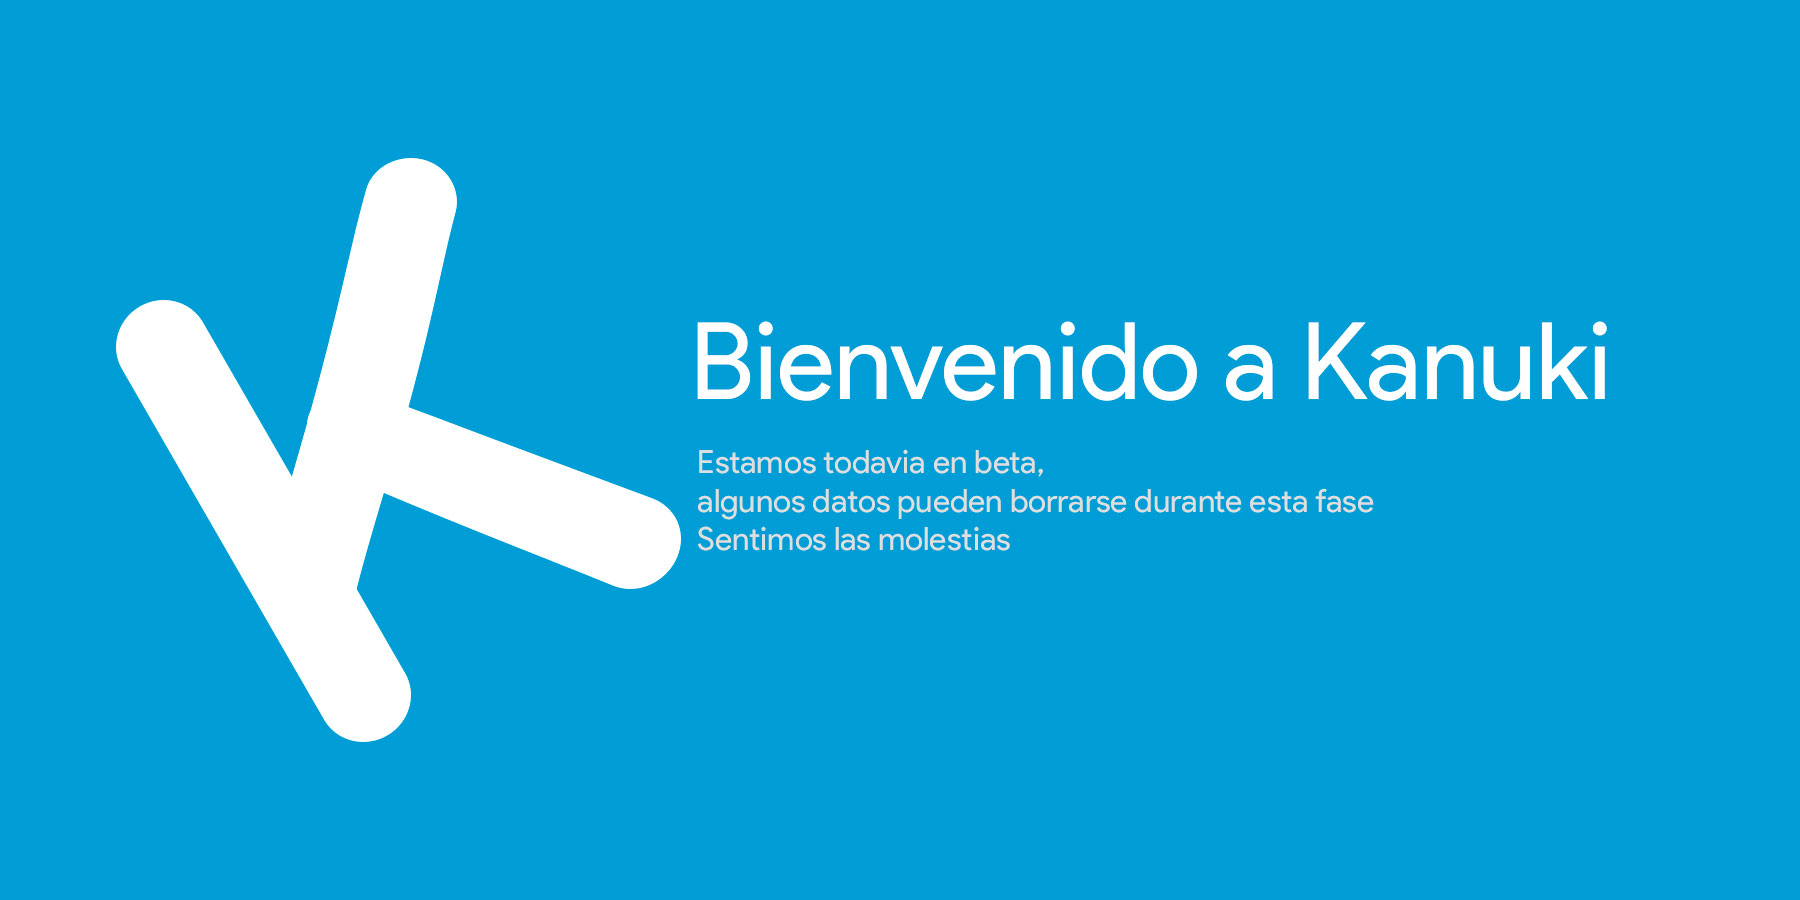 Bienvenido a Kanuki
Estamos todavia en beta,
algunos datos pueden borrarse durante esta fase
Sentimos las molestias